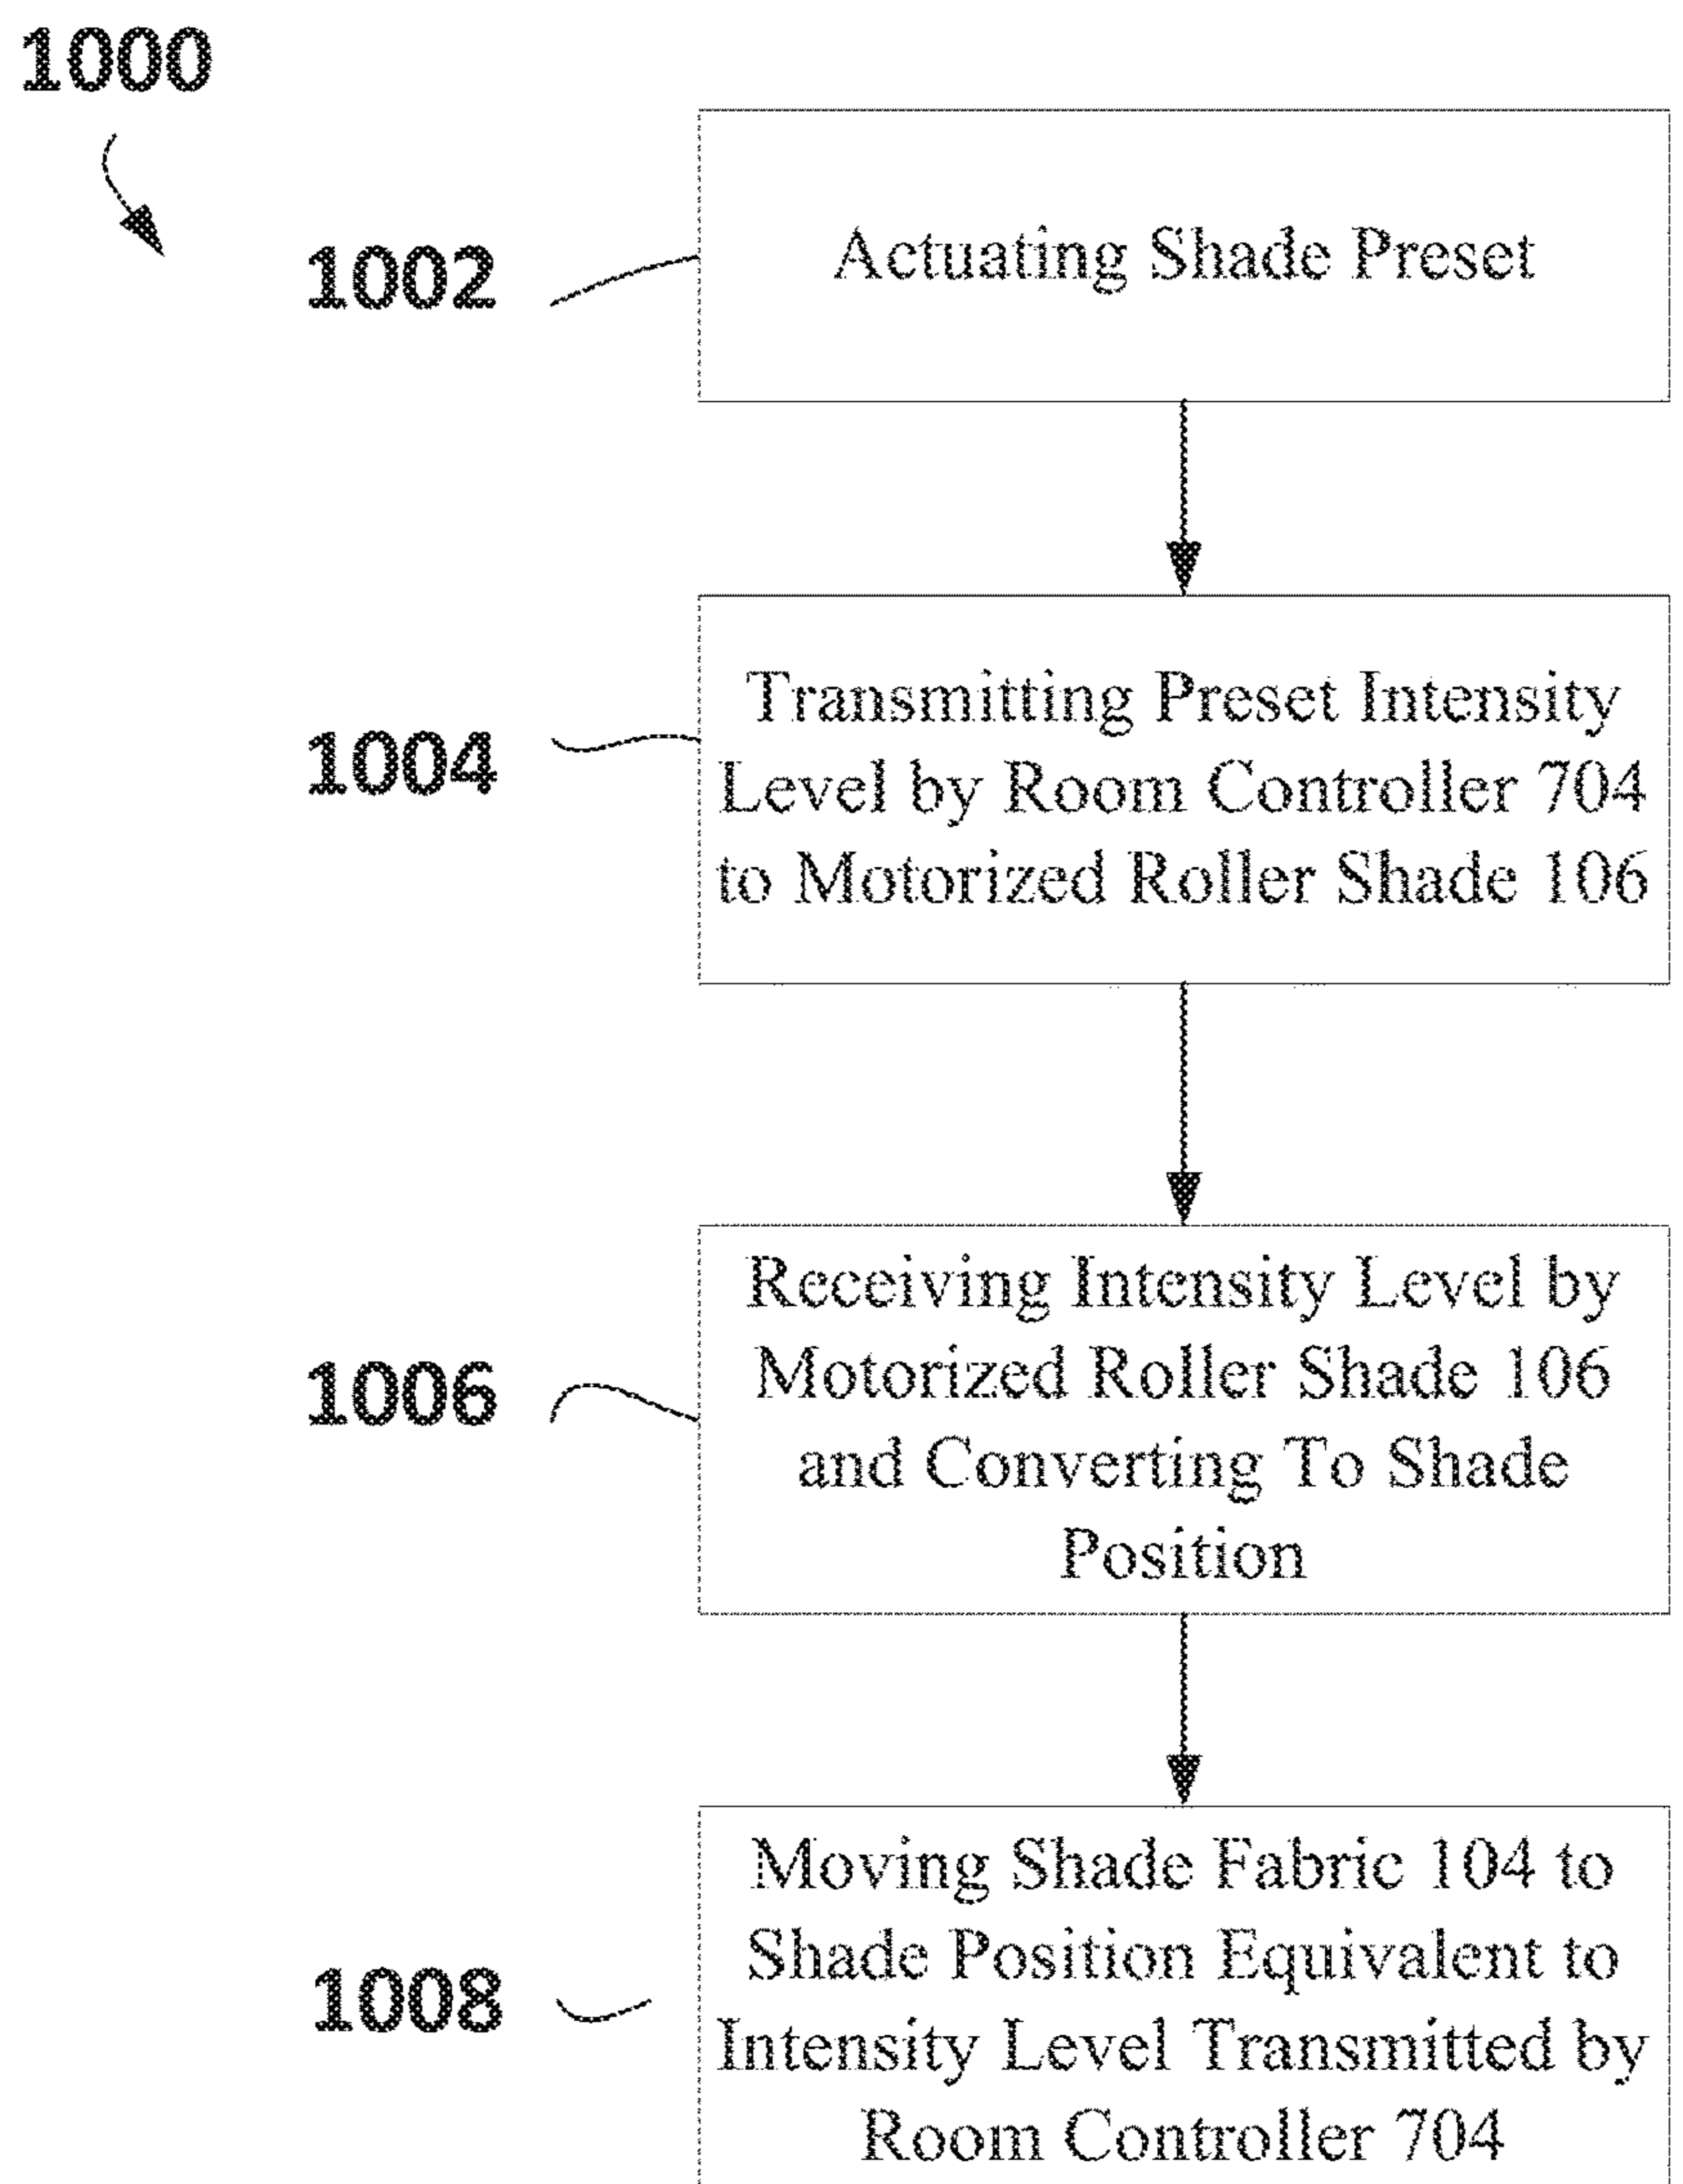 1000
1002
Actuating Shade Preset
1004
Transmitting Preset Intensity
Level by Room Controller 704
to Motorized Roller Shade 106
1006
Receiving Intensity Level by
Motorized Roller Shade 106
and Converting To Shade
Position
1008
Moving Shade Fabric 104 to
Shade Position Equivalent to
Intensity Level Transmitted by
Room Controller 704